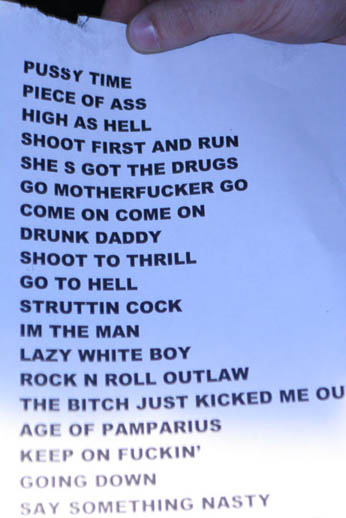 PUSSY TIME
PIECE OF ASS
HIGH AS HELL
SHOOT FIRST AND RUN
SHE S GOT THE DRUGS
GO MOTHERFUCKER GO
COME ON COME ON
DRUNK DADDY
SHOOT TO THRILL
GO TO HELL
STRUTTIN COCK
IM THE MAN
LAZY WHITE BOY
ROCK N ROLL OUTLAW
THE BITCH JUST KICKED ME OU
AGE OF PAMPARIUS
KEEP ON FUCKIN'
GOING DOWN
SAY SOMETHING NASTY